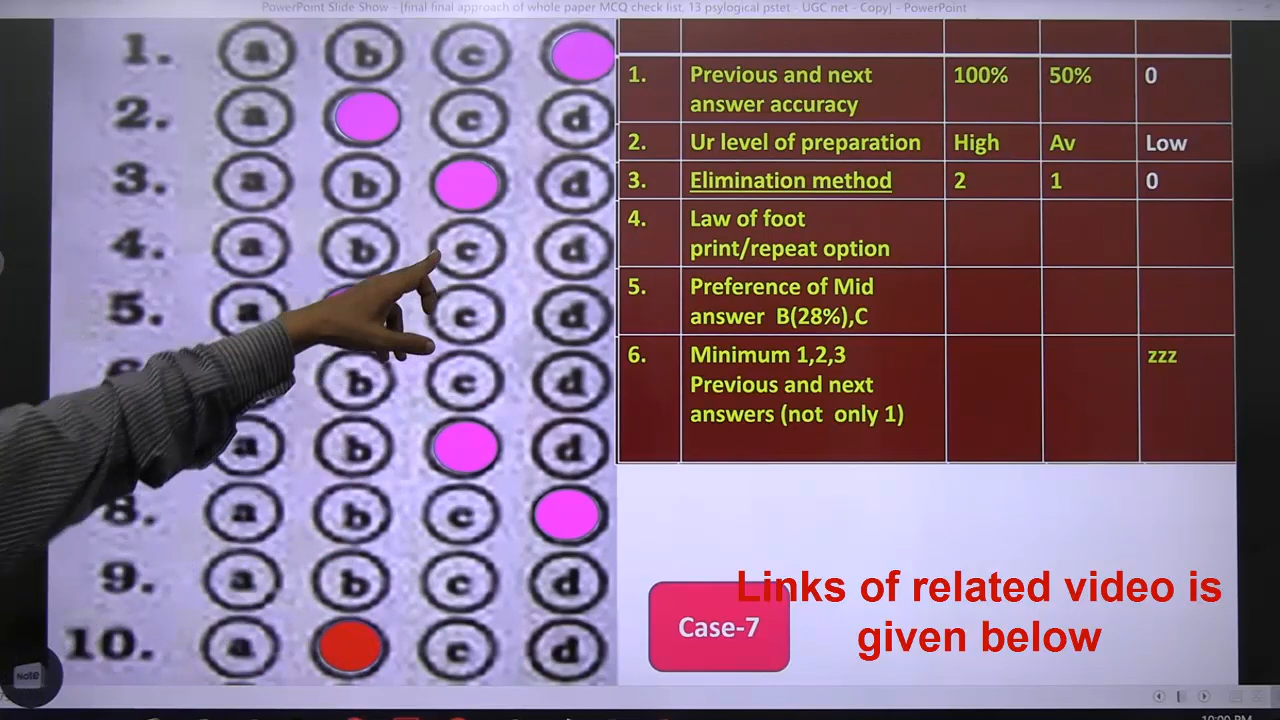 PowerPoint Slide Show - [final final approach of whole paper MCQ check list, 13 psylogical pstet - UGC net - Copy] - PowerPoint
1. a b c
2. a c d
3. a b d
4. a b c d
5. a c d
b c d
a b d
8. a b c
9. a b c d
10. a c d
1. Previous and next answer accuracy 100% 50% 0
2. Ur level of preparation High Av Low
3. Elimination method 2 1 0
4. Law of foot
print/repeat option
5. Preference of Mid
answer B(28%),C
6. Minimum 1,2,3 zzz
Previous and next
answers (not only 1)
Case-7
Links of related video is
given below
Note
10:00 PM